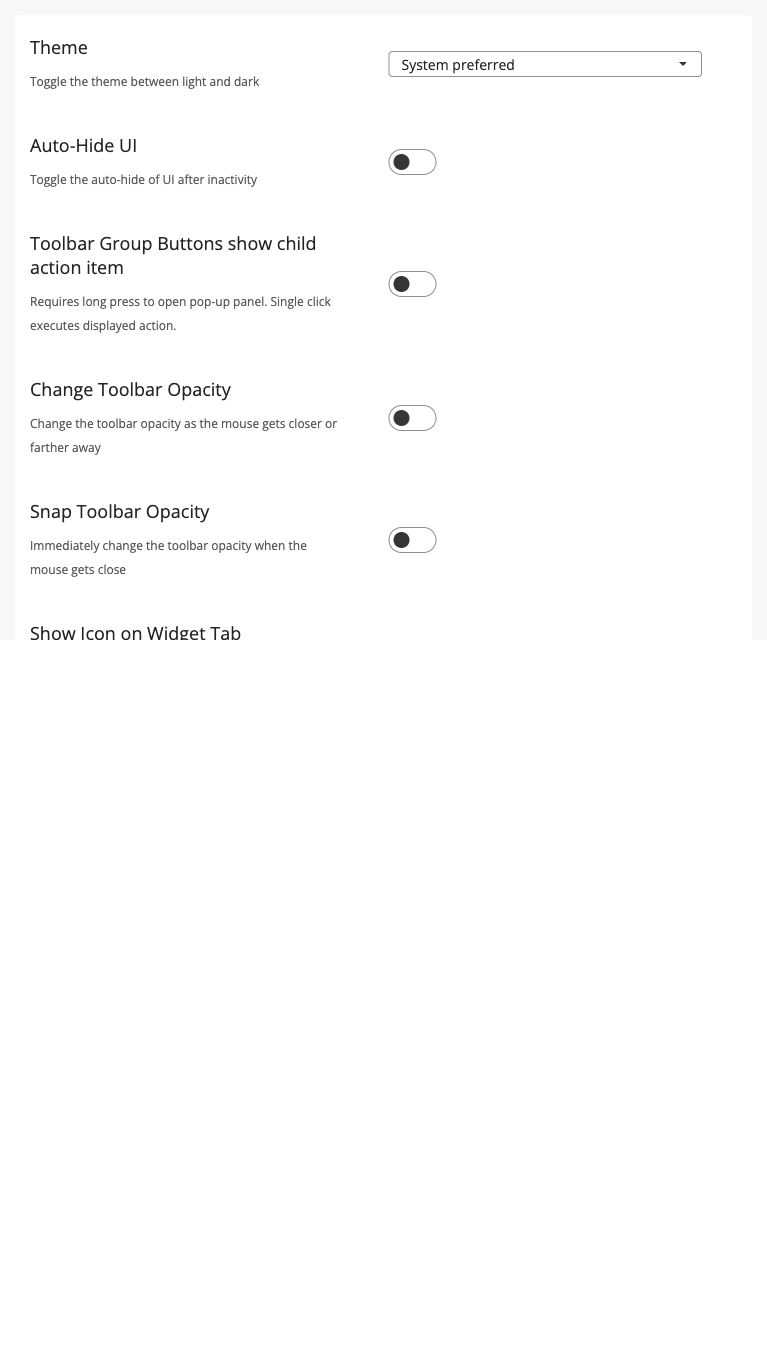 Theme
Toggle the theme between light and dark
System preferred
Auto-Hide UI
Toggle the auto-hide of UI after inactivity
Toolbar Group Buttons show child
action item
Requires long press to open pop-up panel. Single click
executes displayed action.
Change Toolbar Opacity
Change the toolbar opacity as the mouse gets closer or
farther away
Snap Toolbar Opacity
Immediately change the toolbar opacity when the
mouse gets close
Show Icon on Widget Tab